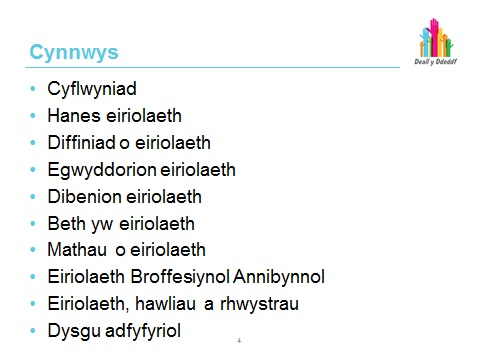 Cynnwys
Deall y Ddeddf
• Cyflwyniad
• Hanes eiriolaeth
• Diffiniad o eiriolaeth
• Egwyddorion eiriolaeth
• Dibenion eiriolaeth
• Beth yw eiriolaeth
• Mathau o eiriolaeth
• Eiriolaeth Broffesiynol Annibynnol
• Eiriolaeth, hawliau a rhwystrau
• Dysgu adfyfyriol
4